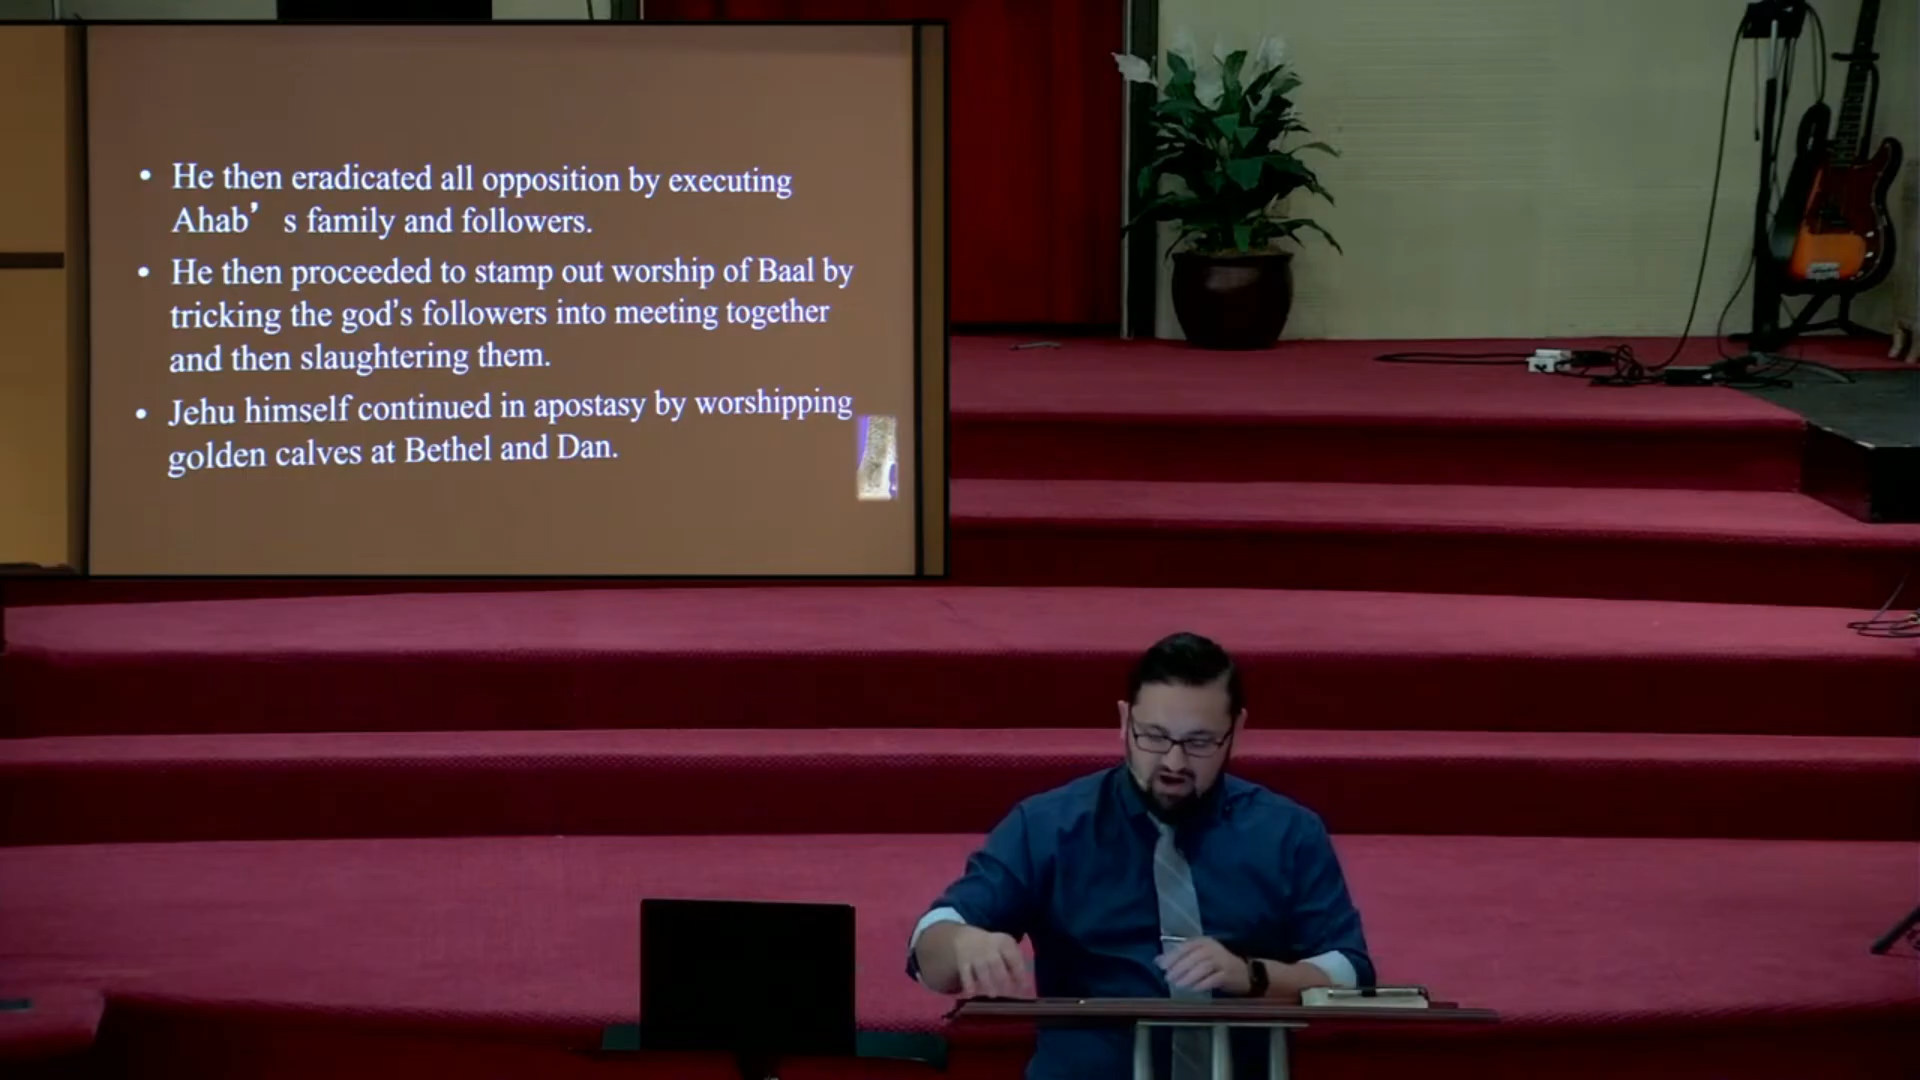 • He then eradicated all opposition by executing
Ahab’ s family and followers.
• He then proceeded to stamp out worship of Baal by
tricking the god's followers into meeting together
and then slaughtering them.
• Jehu himself continued in apostasy by worshipping
golden calves at Bethel and Dan.